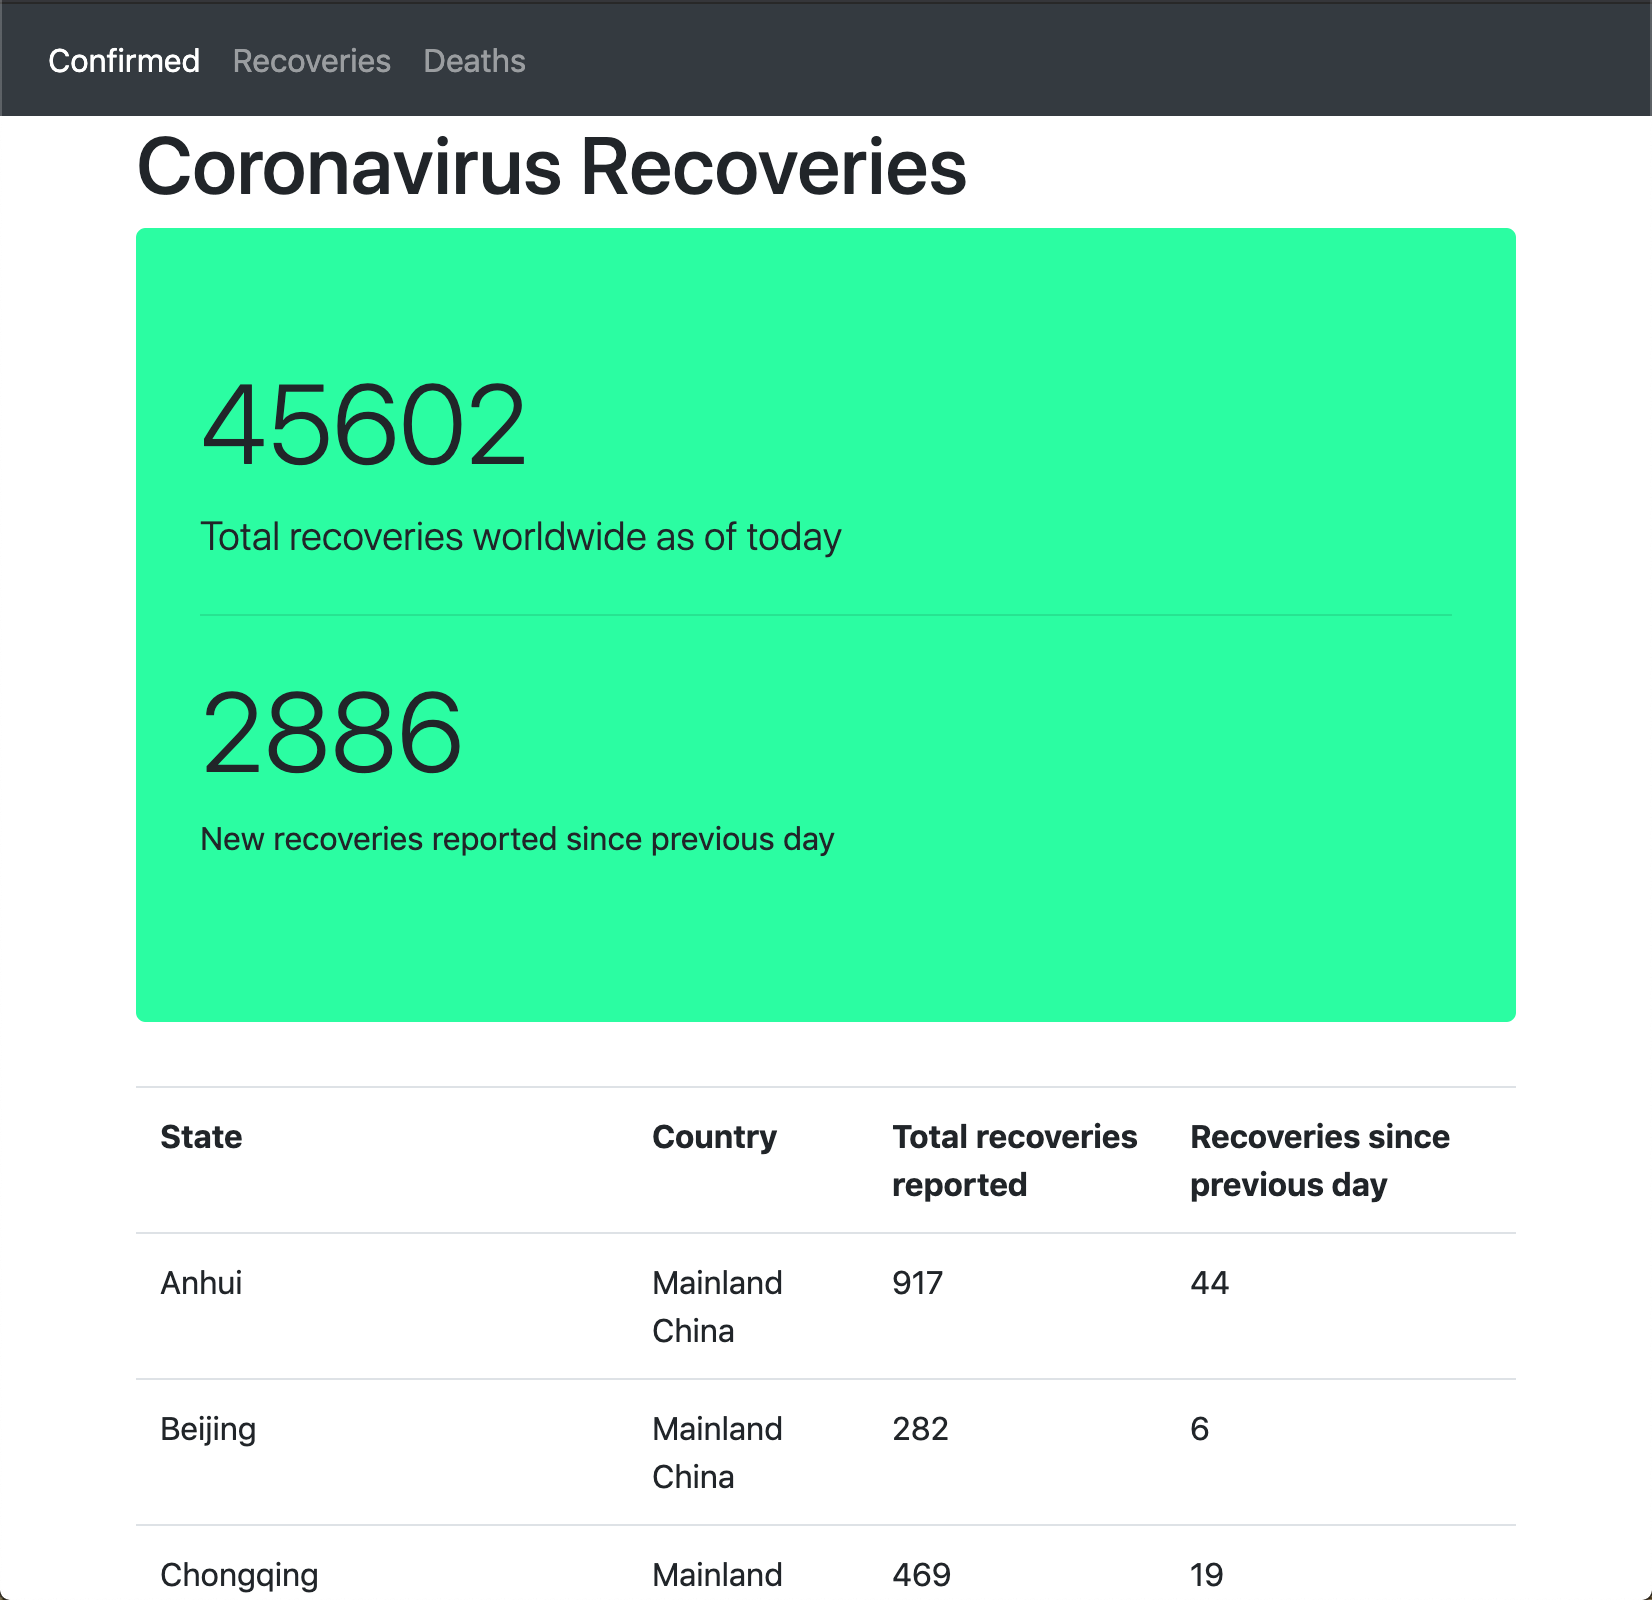 Confirmed Recoveries Deaths
Coronavirus Recoveries
45602
Total recoveries worldwide as of today
2886
New recoveries reported since previous day
State Country Total recoveries reported Recoveries since previous day
Anhui Mainland China 917 44
Beijing Mainland China 282 6
Chongqing Mainland 469 19